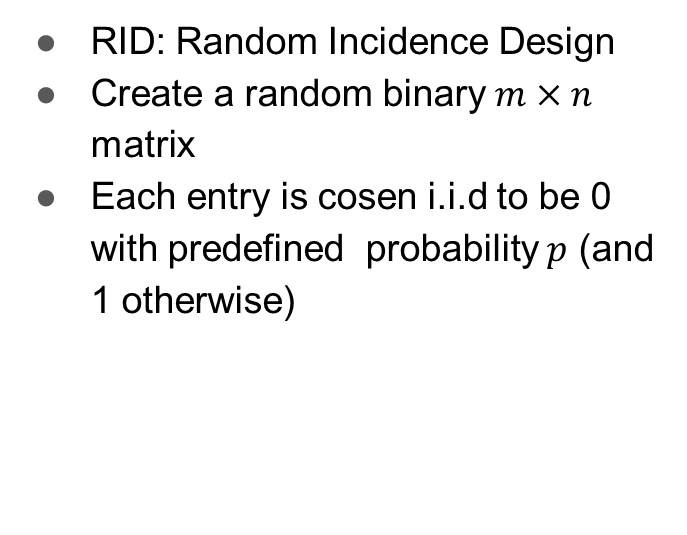 ● RID: Random Incidence Design
● Create a random binary 𝑚 × 𝑛
matrix
● Each entry is cosen i.i.d to be 0
with predefined  probability 𝑝 (and
1 otherwise)